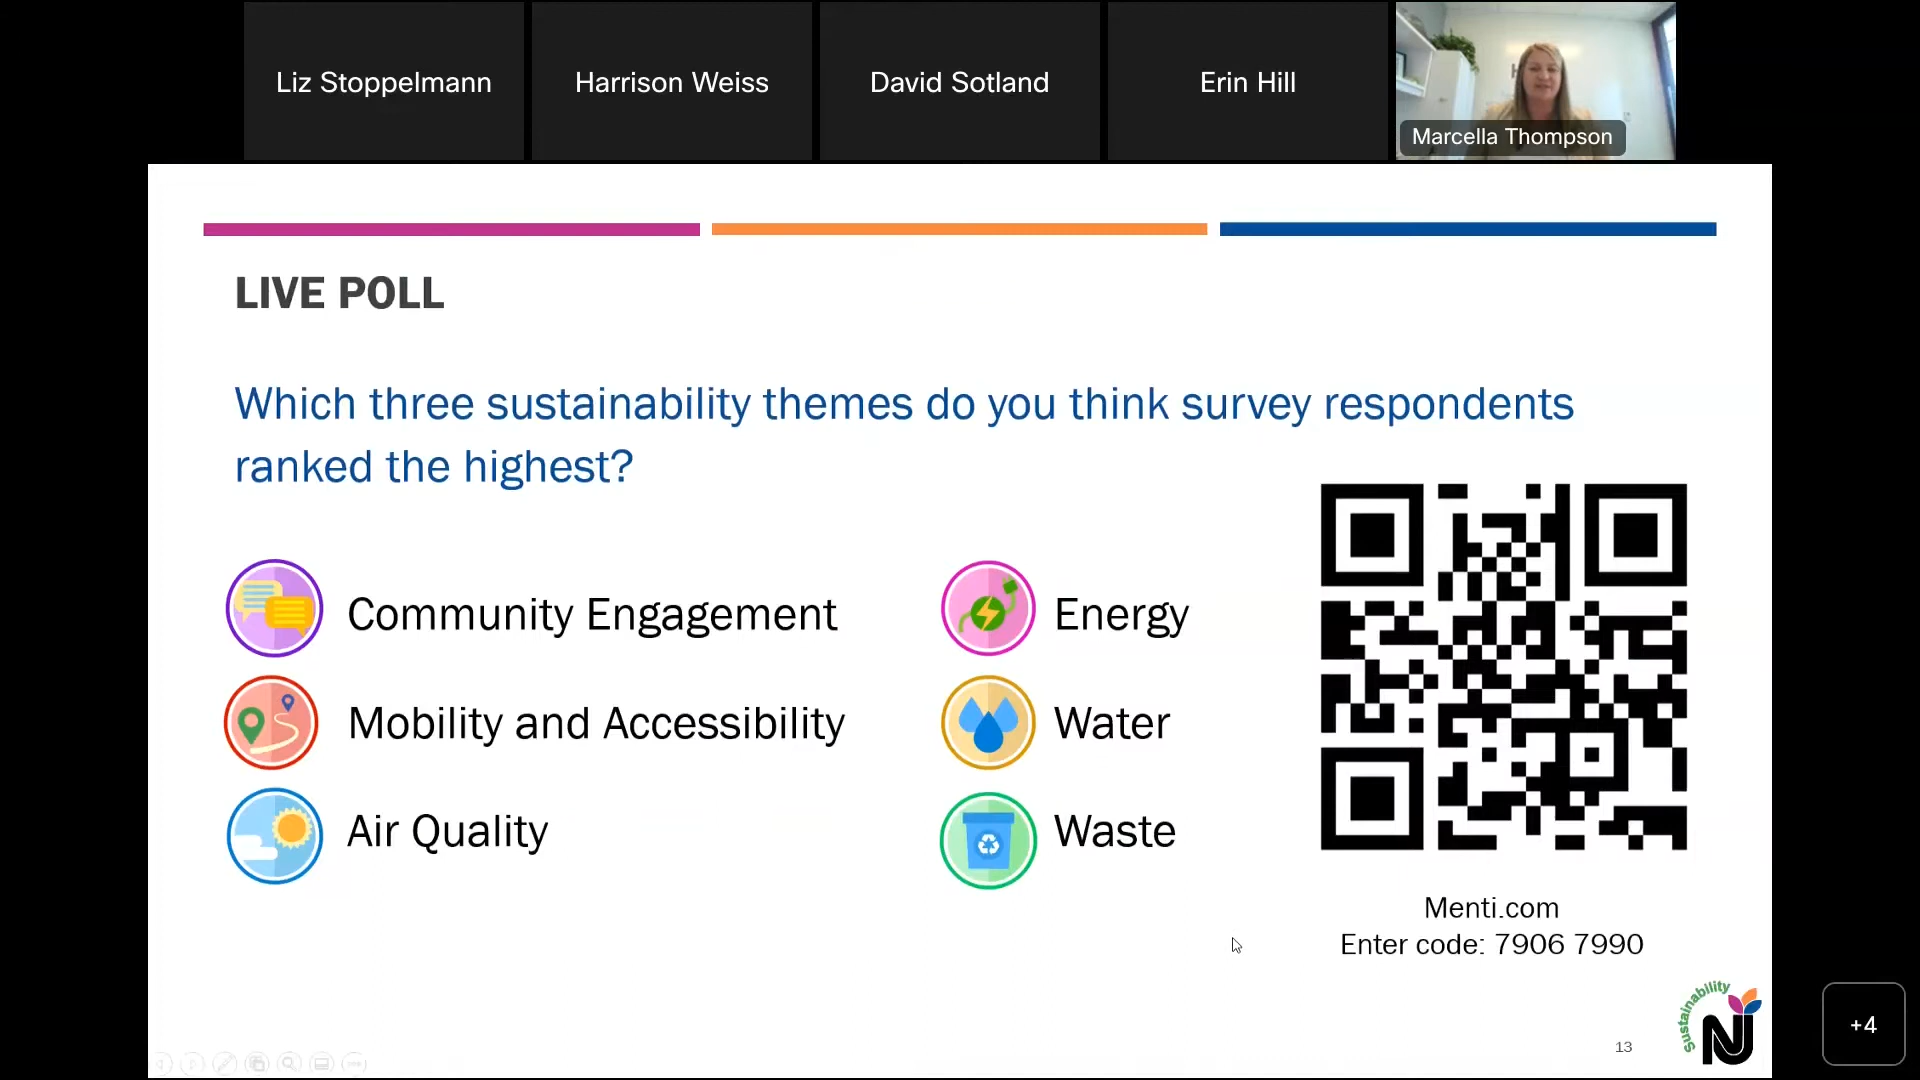 Liz Stoppelmann
Harrison Weiss
David Sotland
Erin Hill
Marcella Thompson
LIVE POLL
Which three sustainability themes do you think survey respondents
ranked the highest?
Community Engagement
Energy
Mobility and Accessibility
Water
Air Quality
Waste
Menti.com
Enter code: 7906 7990
Sustainability
N
13
+4